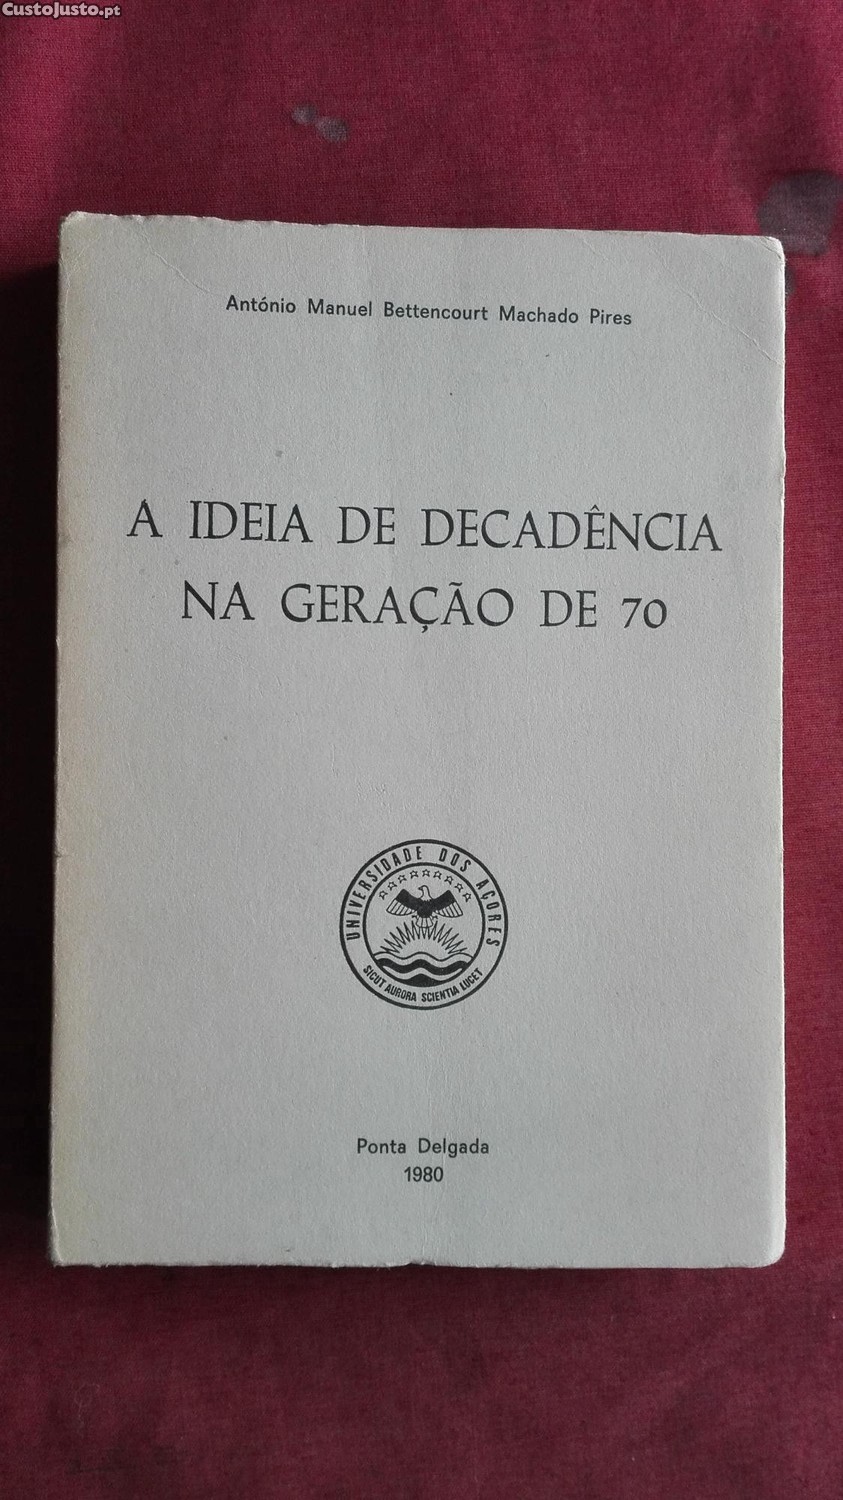 CustoJusto.pt
António Manuel Bettencourt Machado Pires
A IDEIA DE DECADÊNCIA
NA GERAÇÃO DE 70
UNIVERSIDADE DOS AÇORES
SICUT AURORA SCIENTIA LUCET
Ponta Delgada
1980